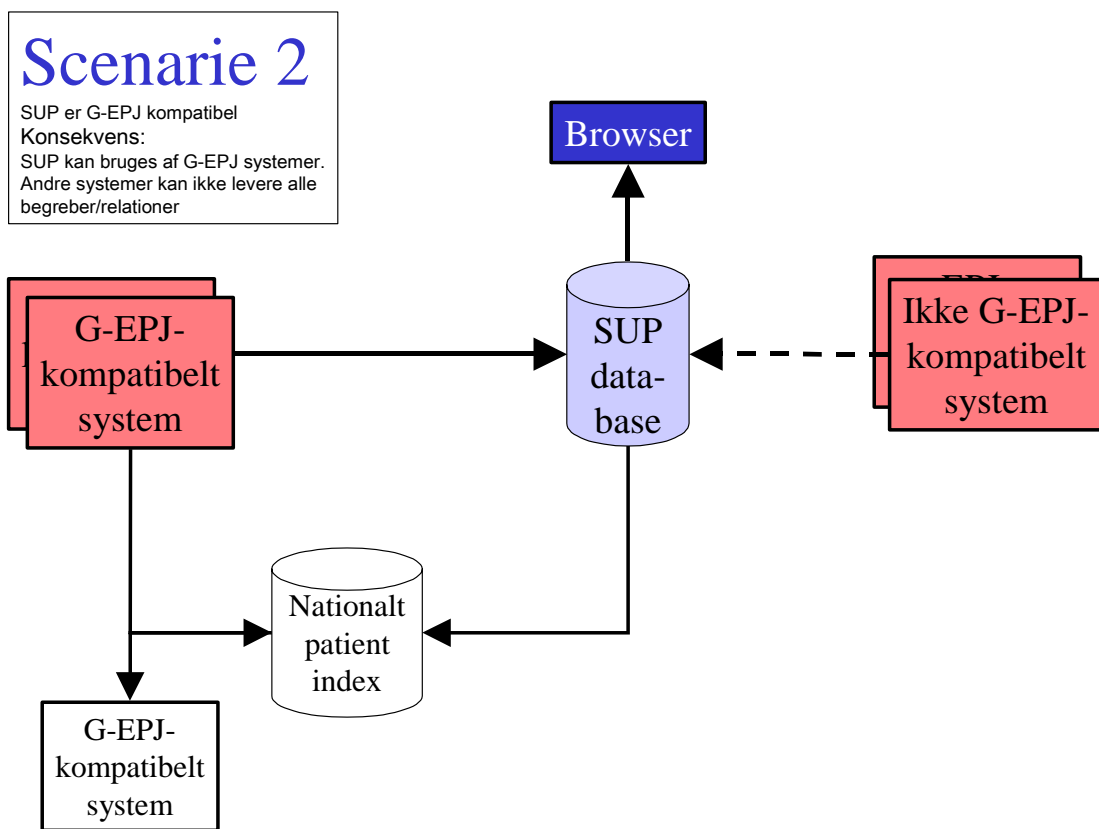 Scenarie 2
SUP er G-EPJ kompatibel
Konsekvens:
SUP kan bruges af G-EPJ systemer.
Andre systemer kan ikke levere alle
begreber/relationer
Browser
G-EPJ-
kompatibelt
system
SUP
data-
base
Ikke G-EPJ-
kompatibelt
system
Nationalt
patient
index
G-EPJ-
kompatibelt
system